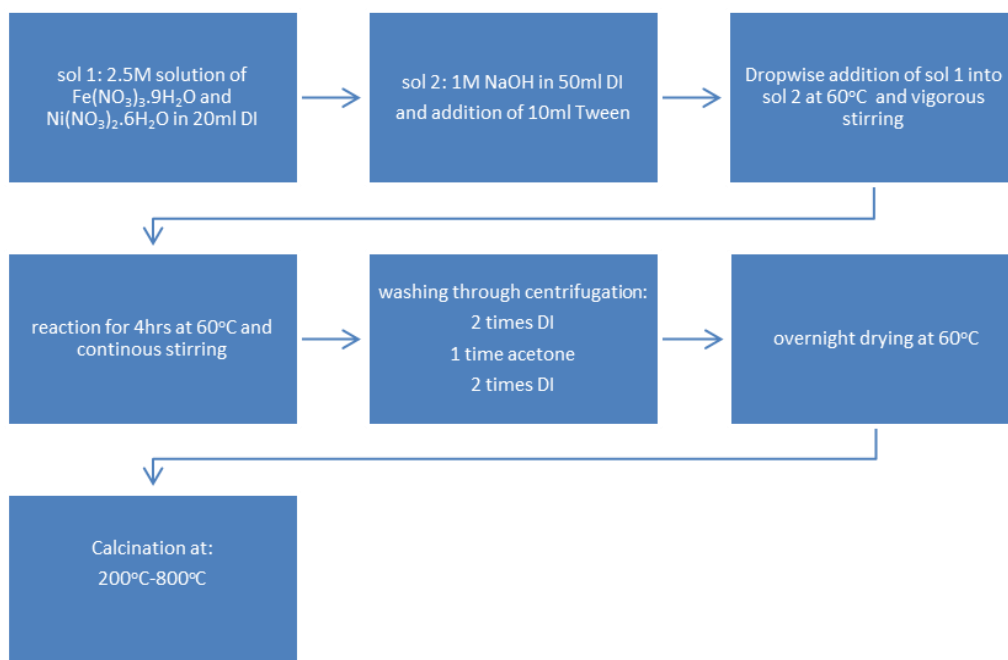 sol 1: 2.5M solution of
Fe(NO₃)₃.9H₂O and
Ni(NO₃)₂.6H₂O in 20ml DI
sol 2: 1M NaOH in 50ml DI
and addition of 10ml Tween
Dropwise addition of sol 1 into
sol 2 at 60°C and vigorous
stirring
reaction for 4hrs at 60°C and
continous stirring
washing through centrifugation:
2 times DI
1 time acetone
2 times DI
overnight drying at 60°C
Calcination at:
200°C-800°C